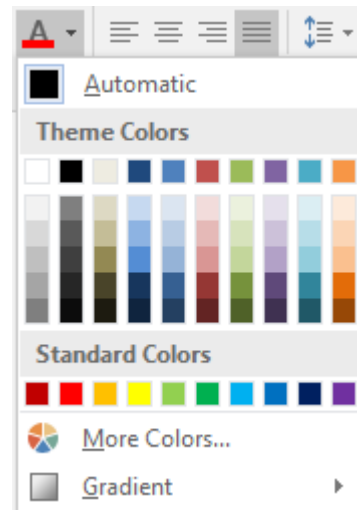 A
Automatic
Theme Colors
Standard Colors
More Colors...
Gradient